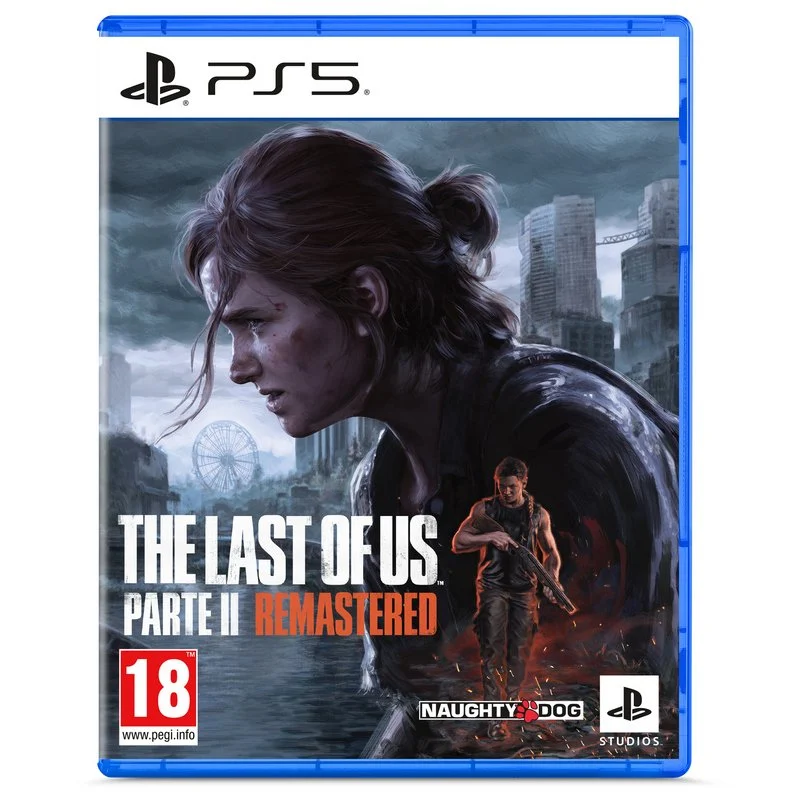 PS5
THE LAST OF US
PARTE II REMASTERED
18
www.pegi.info
NAUGHTY DOG
STUDIOS